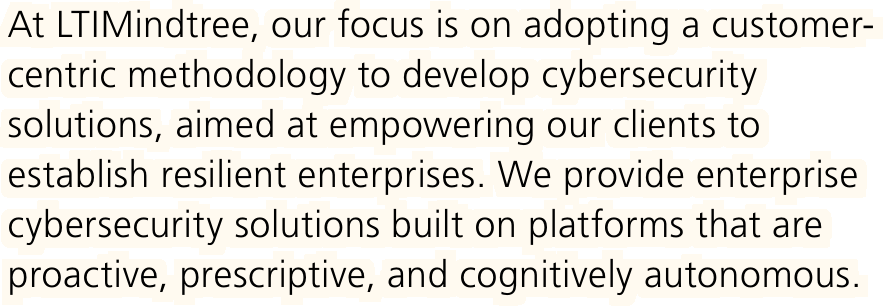 At LTIMindtree, our focus is on adopting a customer-
centric methodology to develop cybersecurity
solutions, aimed at empowering our clients to
establish resilient enterprises. We provide enterprise
cybersecurity solutions built on platforms that are
proactive, prescriptive, and cognitively autonomous.